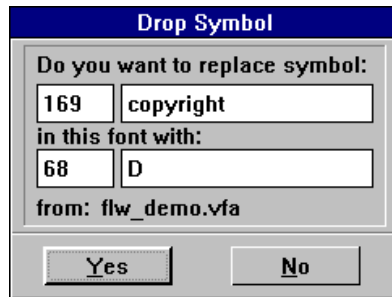 Drop Symbol
Do you want to replace symbol:
169 copyright
in this font with:
68 D
from: flw_demo.vfa
Yes No